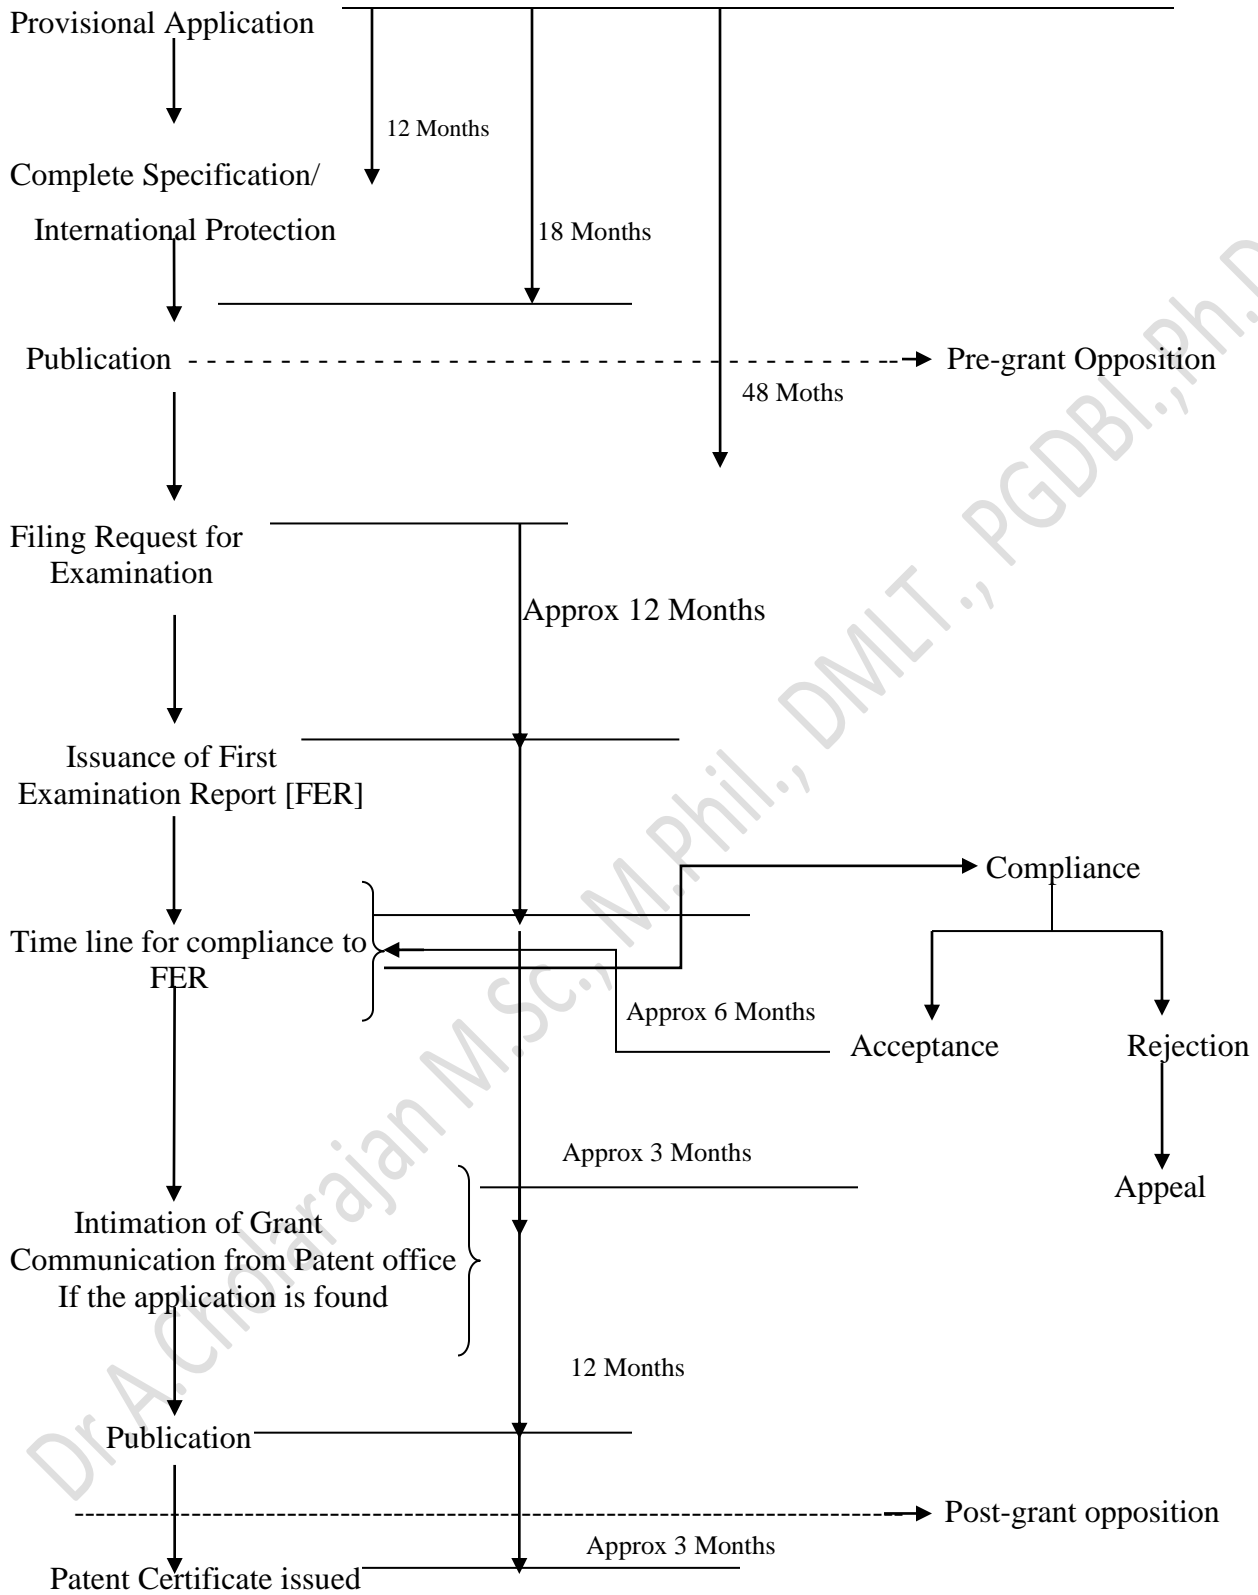 Provisional Application
12 Months
Complete Specification/
International Protection
18 Months
Publication
Pre-grant Opposition
48 Moths
Filing Request for
Examination
Approx 12 Months
Issuance of First
Examination Report [FER]
Compliance
Time line for compliance to
FER
Approx 6 Months
Acceptance
Rejection
Approx 3 Months
Appeal
Intimation of Grant
Communication from Patent office
If the application is found
12 Months
Publication
Post-grant opposition
Approx 3 Months
Patent Certificate issued
Dr A.Cholarajan M.Sc., M.Phil., DMLT., PGDBI.,Ph.D